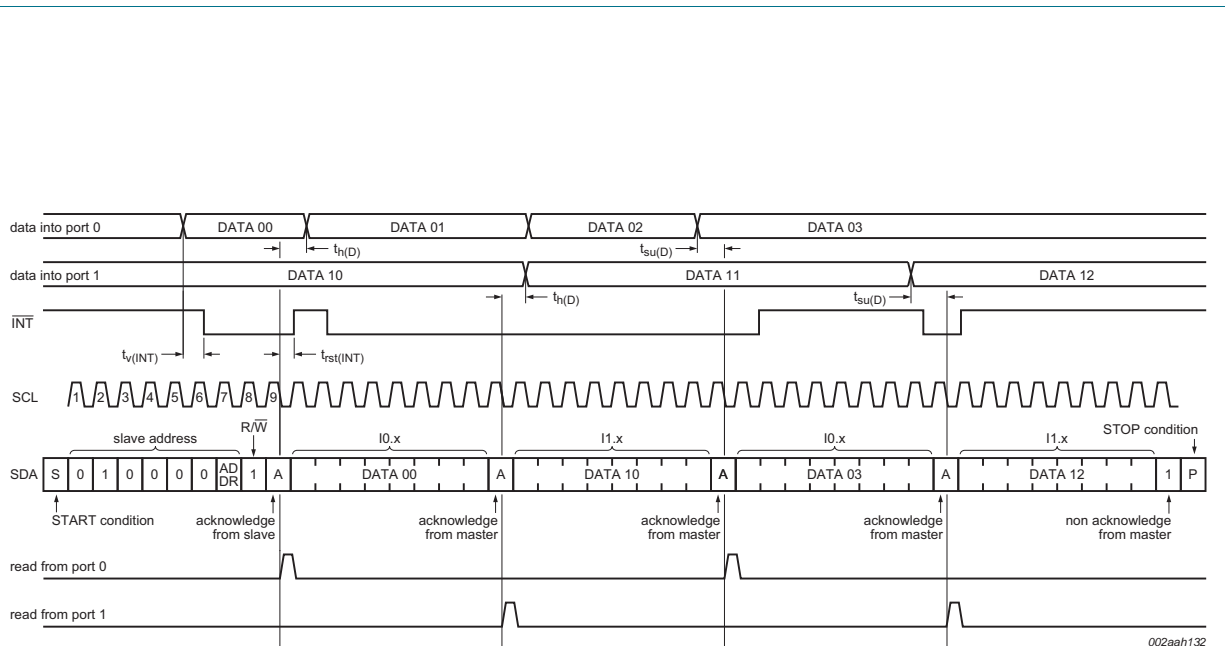 data into port 0 DATA 00 DATA 01 DATA 02 DATA 03
th(D) tsu(D)
data into port 1 DATA 10 DATA 11 DATA 12
th(D) tsu(D)
INT
tv(INT) trst(INT)
SCL 1 2 3 4 5 6 7 8 9
R/W
slave address I0.x I1.x I0.x I1.x STOP condition
SDA S 0 1 0 0 0 0 AD DR 1 A DATA 00 A DATA 10 A DATA 03 A DATA 12 1 P
START condition
acknowledge from slave
acknowledge from master
acknowledge from master
acknowledge from master
non acknowledge from master
read from port 0
read from port 1
002aah132